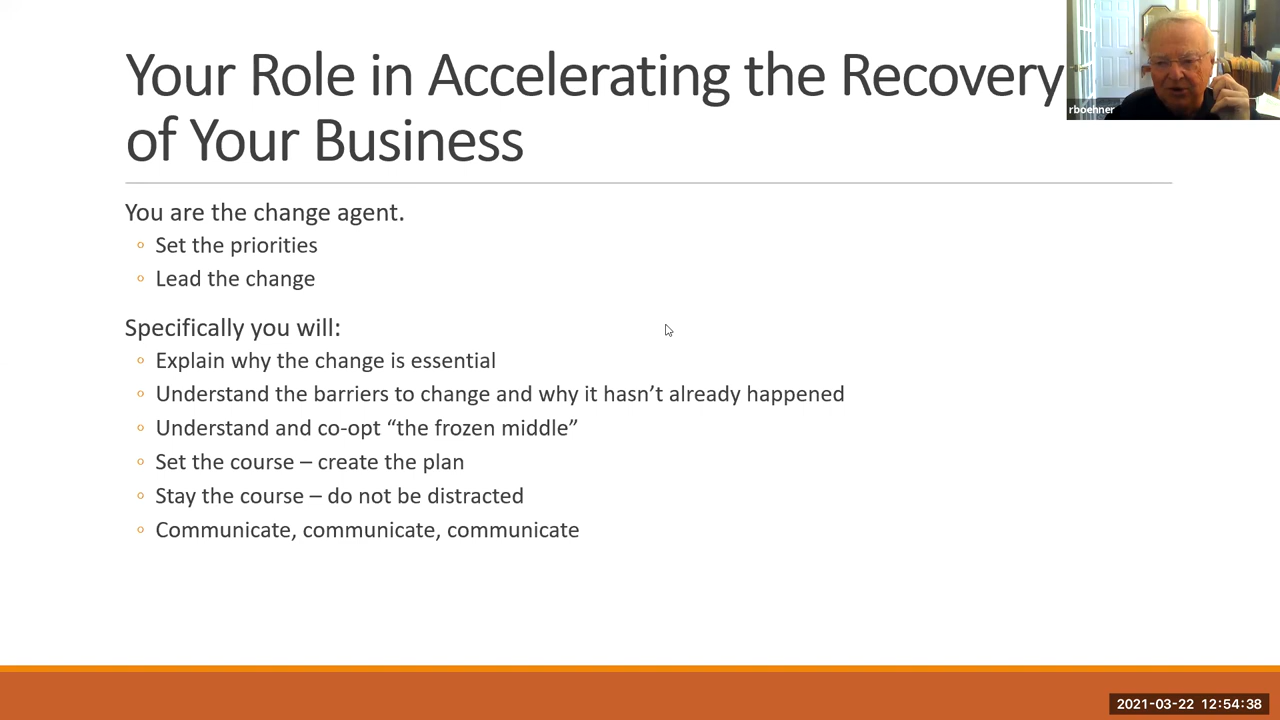 Your Role in Accelerating the Recovery
of Your Business
rboehner
You are the change agent.
Set the priorities
Lead the change
Specifically you will:
Explain why the change is essential
Understand the barriers to change and why it hasn’t already happened
Understand and co-opt “the frozen middle”
Set the course – create the plan
Stay the course – do not be distracted
Communicate, communicate, communicate
2021-03-22 12:54:38